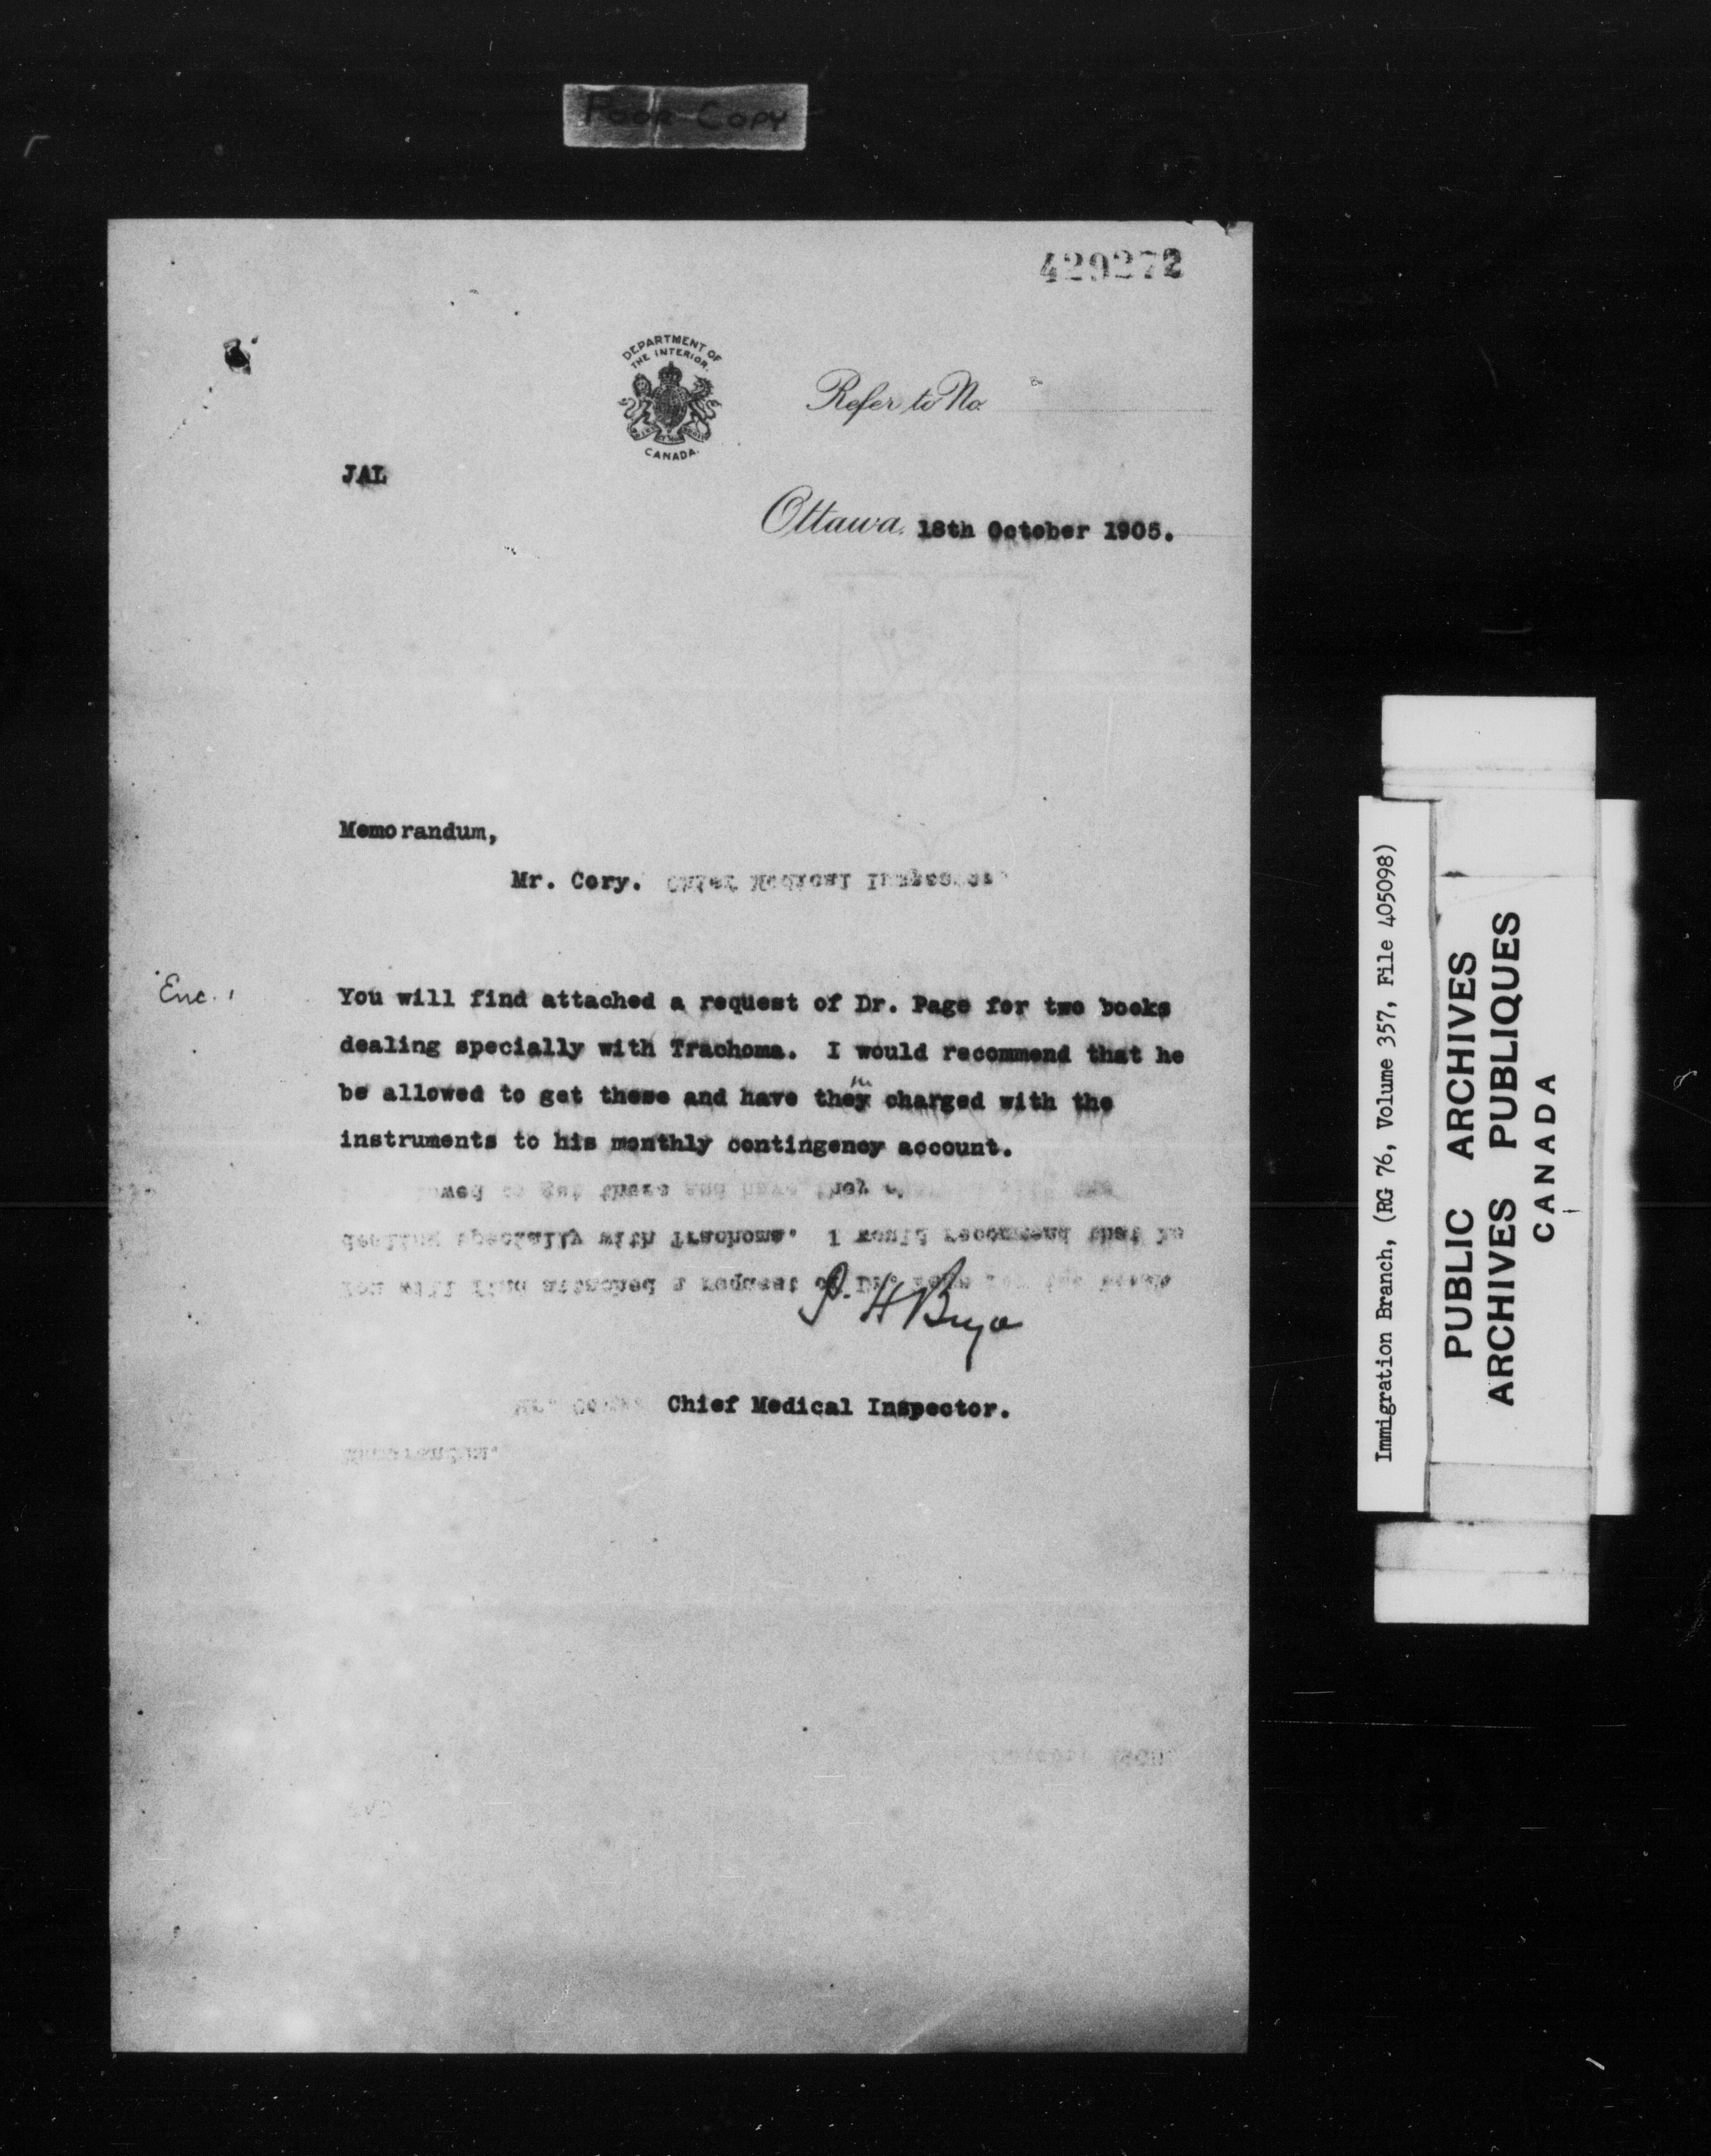 Poor Copy
429272
DEPARTMENT OF
THE INTERIOR.
CANADA.
Refer to No.
JAL
Ottawa, 18th October 1905.
Memorandum,
Mr. Cory.
Enc. 1
You will find attached a request of Dr. Page for two books
dealing specially with Trachoma. I would recommend that he
be allowed to get these and have them charged with the
instruments to his monthly contingency account.
P. H Bryce
Chief Medical Inspector.
Immigration Branch, (RG 76, Volume 357, File 405098)
PUBLIC ARCHIVES
ARCHIVES PUBLIQUES
CANADA